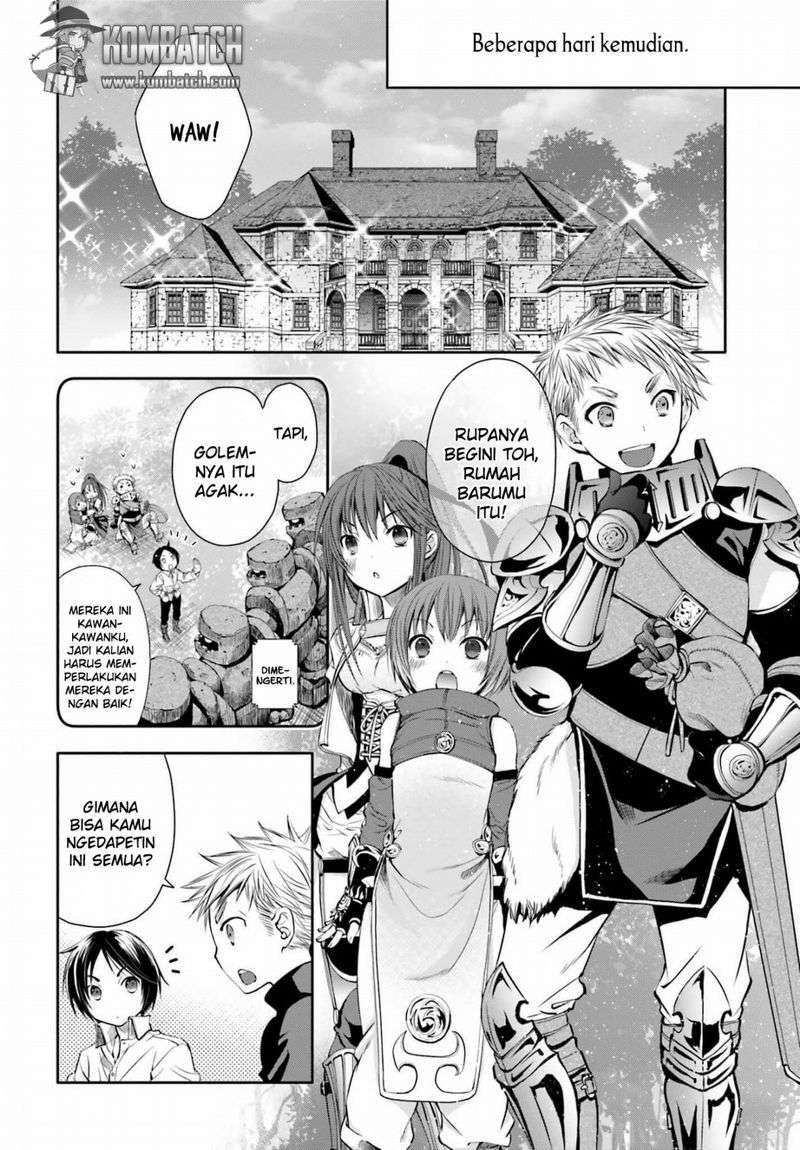 KOMBATCH
www.kombatch.com
Beberapa hari kemudian.
WAW!
RUPANYA
BEGINI TOH,
RUMAH
BARUMU
ITU!
TAPI,
GOLEM-
NYA ITU
AGAK...
MEREKA INI
KAWAN-
KAWANKU,
JADI KALIAN
HARUS MEM-
PERLAKUKAN
MEREKA DE-
NGAN BAIK!
DIME-
NGERTI.
GIMANA
BISA KAMU
NGEDAPETIN
INI SEMUA?